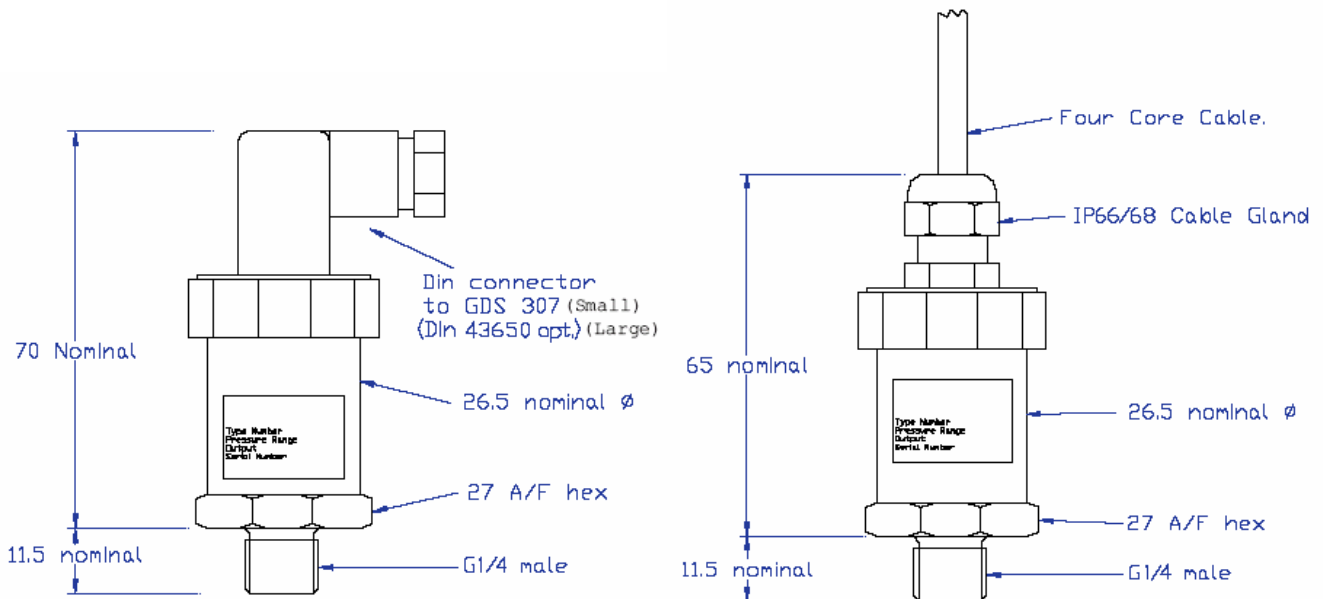 70 Nominal
11.5 nominal
Din connector
to GDS 307 (Small)
(Din 43650 opt.) (Large)
26.5 nominal Ø
Type Number
Pressure Range
Output
Serial Number
27 A/F hex
G1/4 male
Four Core Cable.
IP66/68 Cable Gland
65 nominal
26.5 nominal Ø
Type Number
Pressure Range
Output
Serial Number
27 A/F hex
11.5 nominal
G1/4 male